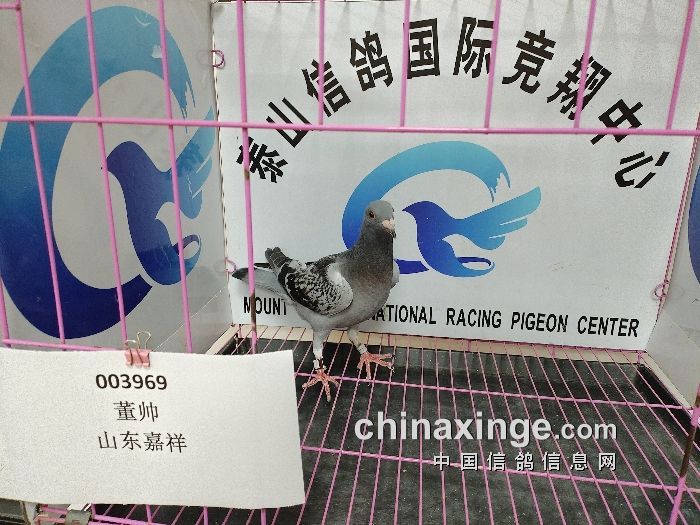 泰山信鸽国际竞翔中心
MOUNT NATIONAL RACING PIGEON CENTER
003969
董帅
山东嘉祥
chinaxinge.com
中国信鸽信息网